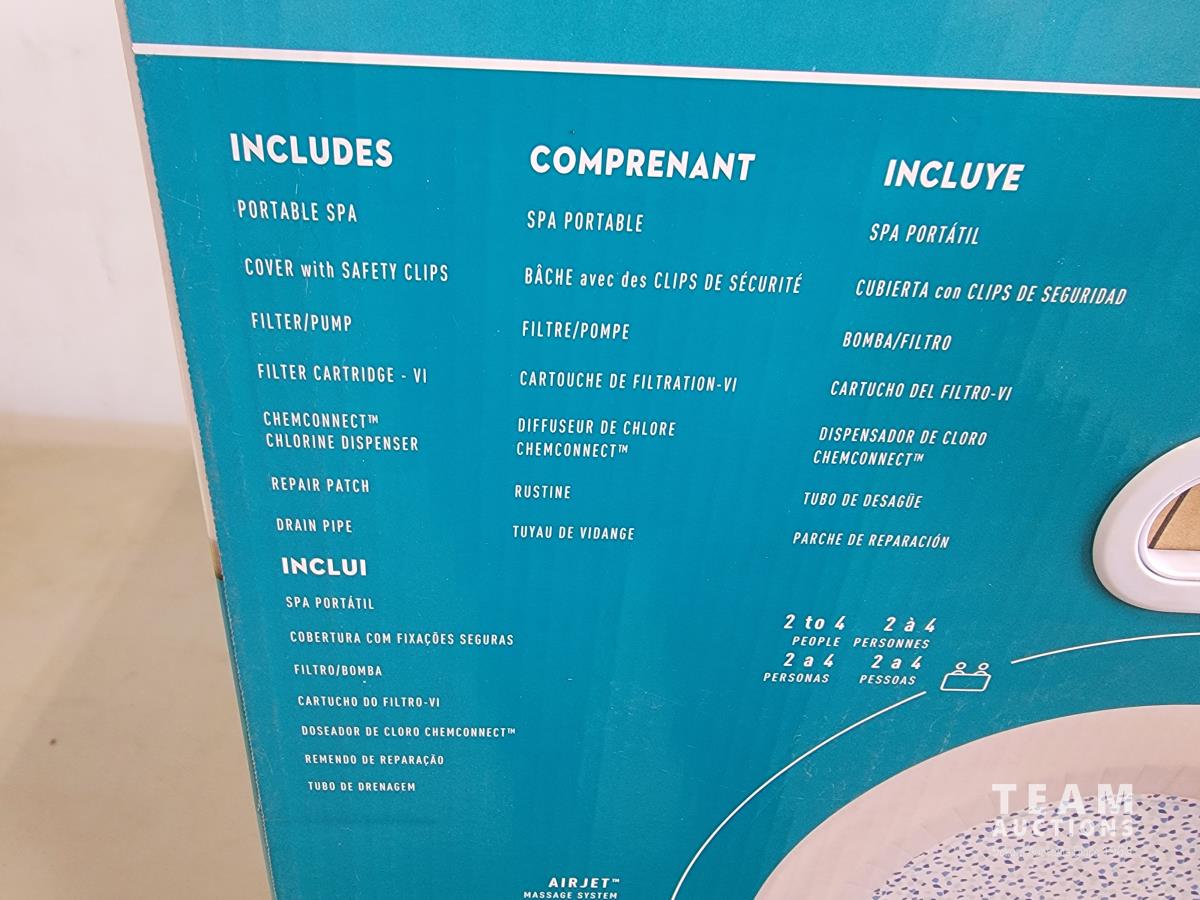 INCLUDES
PORTABLE SPA
COVER with SAFETY CLIPS
FILTER/PUMP
FILTER CARTRIDGE - VI
CHEMCONNECT™
CHLORINE DISPENSER
REPAIR PATCH
DRAIN PIPE
COMPRENANT
SPA PORTABLE
BÂCHE avec des CLIPS DE SÉCURITÉ
FILTRE/POMPE
CARTOUCHE DE FILTRATION-VI
DIFFUSEUR DE CHLORE
CHEMCONNECT™
RUSTINE
TUYAU DE VIDANGE
INCLUYE
SPA PORTÁTIL
CUBIERTA con CLIPS DE SEGURIDAD
BOMBA/FILTRO
CARTUCHO DEL FILTRO-VI
DISPENSADOR DE CLORO
CHEMCONNECT™
TUBO DE DESAGÜE
PARCHE DE REPARACIÓN
INCLUI
SPA PORTÁTIL
COBERTURA COM FIXAÇÕES SEGURAS
FILTRO/BOMBA
CARTUCHO DO FILTRO-VI
DOSEADOR DE CLORO CHEMCONNECT™
REMENDO DE REPARAÇÃO
TUBO DE DRENAGEM
2 to 4 2 à 4
PEOPLE PERSONNES
2 a 4 2 a 4
PERSONAS PESSOAS
AIRJET™
MASSAGE SYSTEM
TEAM
AUCTIONS